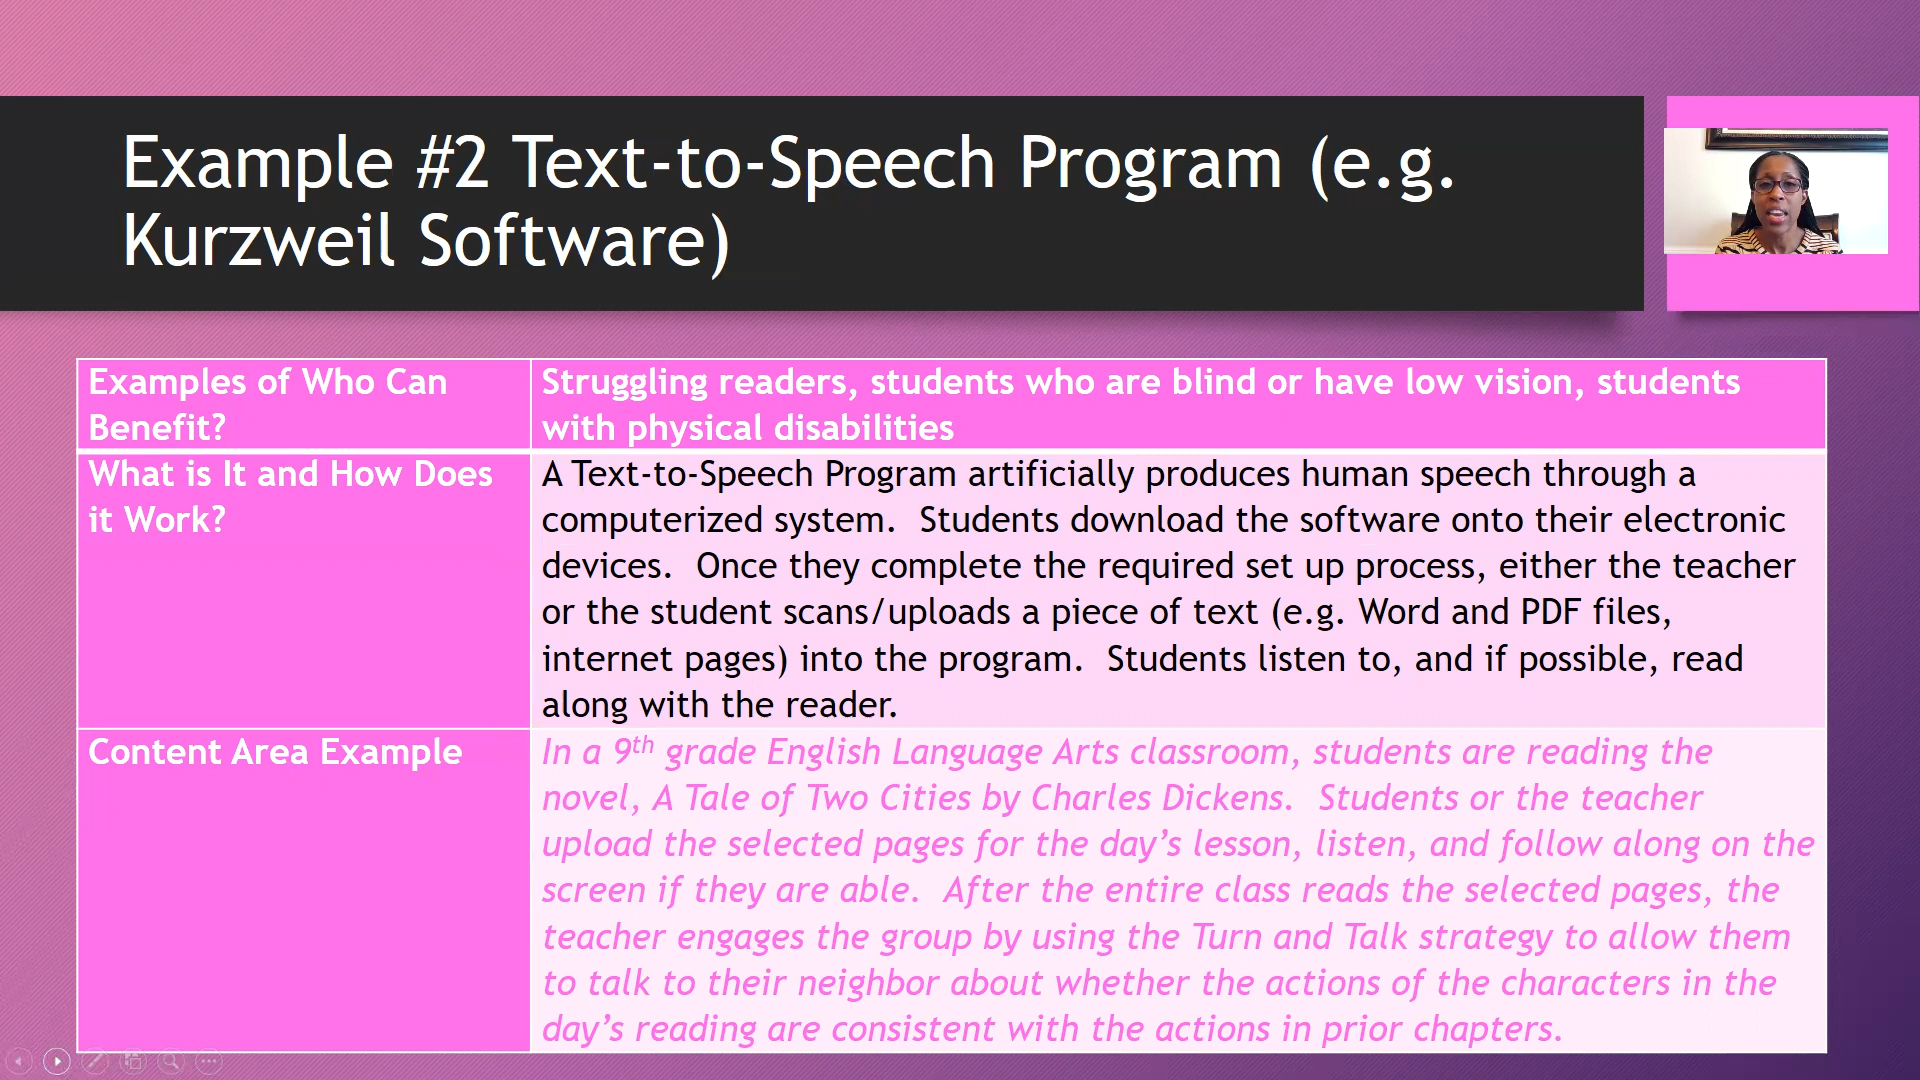 Example #2 Text-to-Speech Program (e.g.
Kurzweil Software)
Examples of Who Can
Benefit?
Struggling readers, students who are blind or have low vision, students
with physical disabilities
What is It and How Does
it Work?
A Text-to-Speech Program artificially produces human speech through a
computerized system.  Students download the software onto their electronic
devices.  Once they complete the required set up process, either the teacher
or the student scans/uploads a piece of text (e.g. Word and PDF files,
internet pages) into the program.  Students listen to, and if possible, read
along with the reader.
Content Area Example
In a 9th grade English Language Arts classroom, students are reading the
novel, A Tale of Two Cities by Charles Dickens.  Students or the teacher
upload the selected pages for the day’s lesson, listen, and follow along on the
screen if they are able.  After the entire class reads the selected pages, the
teacher engages the group by using the Turn and Talk strategy to allow them
to talk to their neighbor about whether the actions of the characters in the
day’s reading are consistent with the actions in prior chapters.